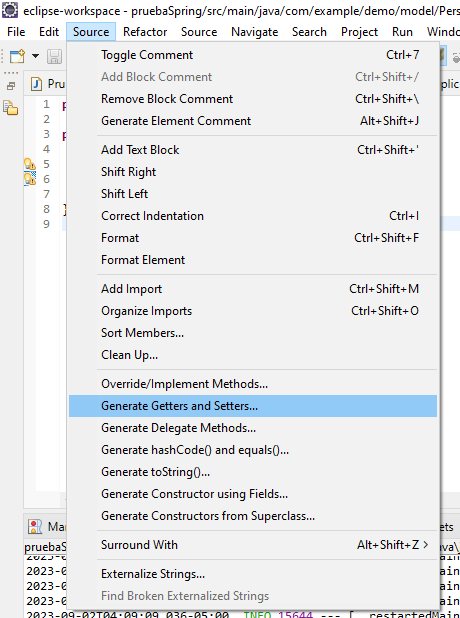 eclipse-workspace - pruebaSpring/src/main/java/com/example/demo/model/Pers
File Edit Source Refactor Source Navigate Search Project Run Windo
Toggle Comment Ctrl+7
Add Block Comment Ctrl+Shift+/
Remove Block Comment Ctrl+Shift+\
Generate Element Comment Alt+Shift+J
Add Text Block Ctrl+Shift+'
Shift Right
Shift Left
Correct Indentation Ctrl+I
Format Ctrl+Shift+F
Format Element
Add Import Ctrl+Shift+M
Organize Imports Ctrl+Shift+O
Sort Members...
Clean Up...
Override/Implement Methods...
Generate Getters and Setters...
Generate Delegate Methods...
Generate hashCode() and equals()...
Generate toString()...
Generate Constructor using Fields...
Generate Constructors from Superclass...
Surround With Alt+Shift+Z >
Externalize Strings...
Find Broken Externalized Strings
Pru
plic
1 p
2
3 p
4
5
6
7
8 }
9
Ma
ets
pruebaS
ava\
2023-0 main
2023-0 main
2023-0 main
2023-0 main
2023-09-02T04:09:09.036-05:00 INFO 15644 --- [ restartedMain